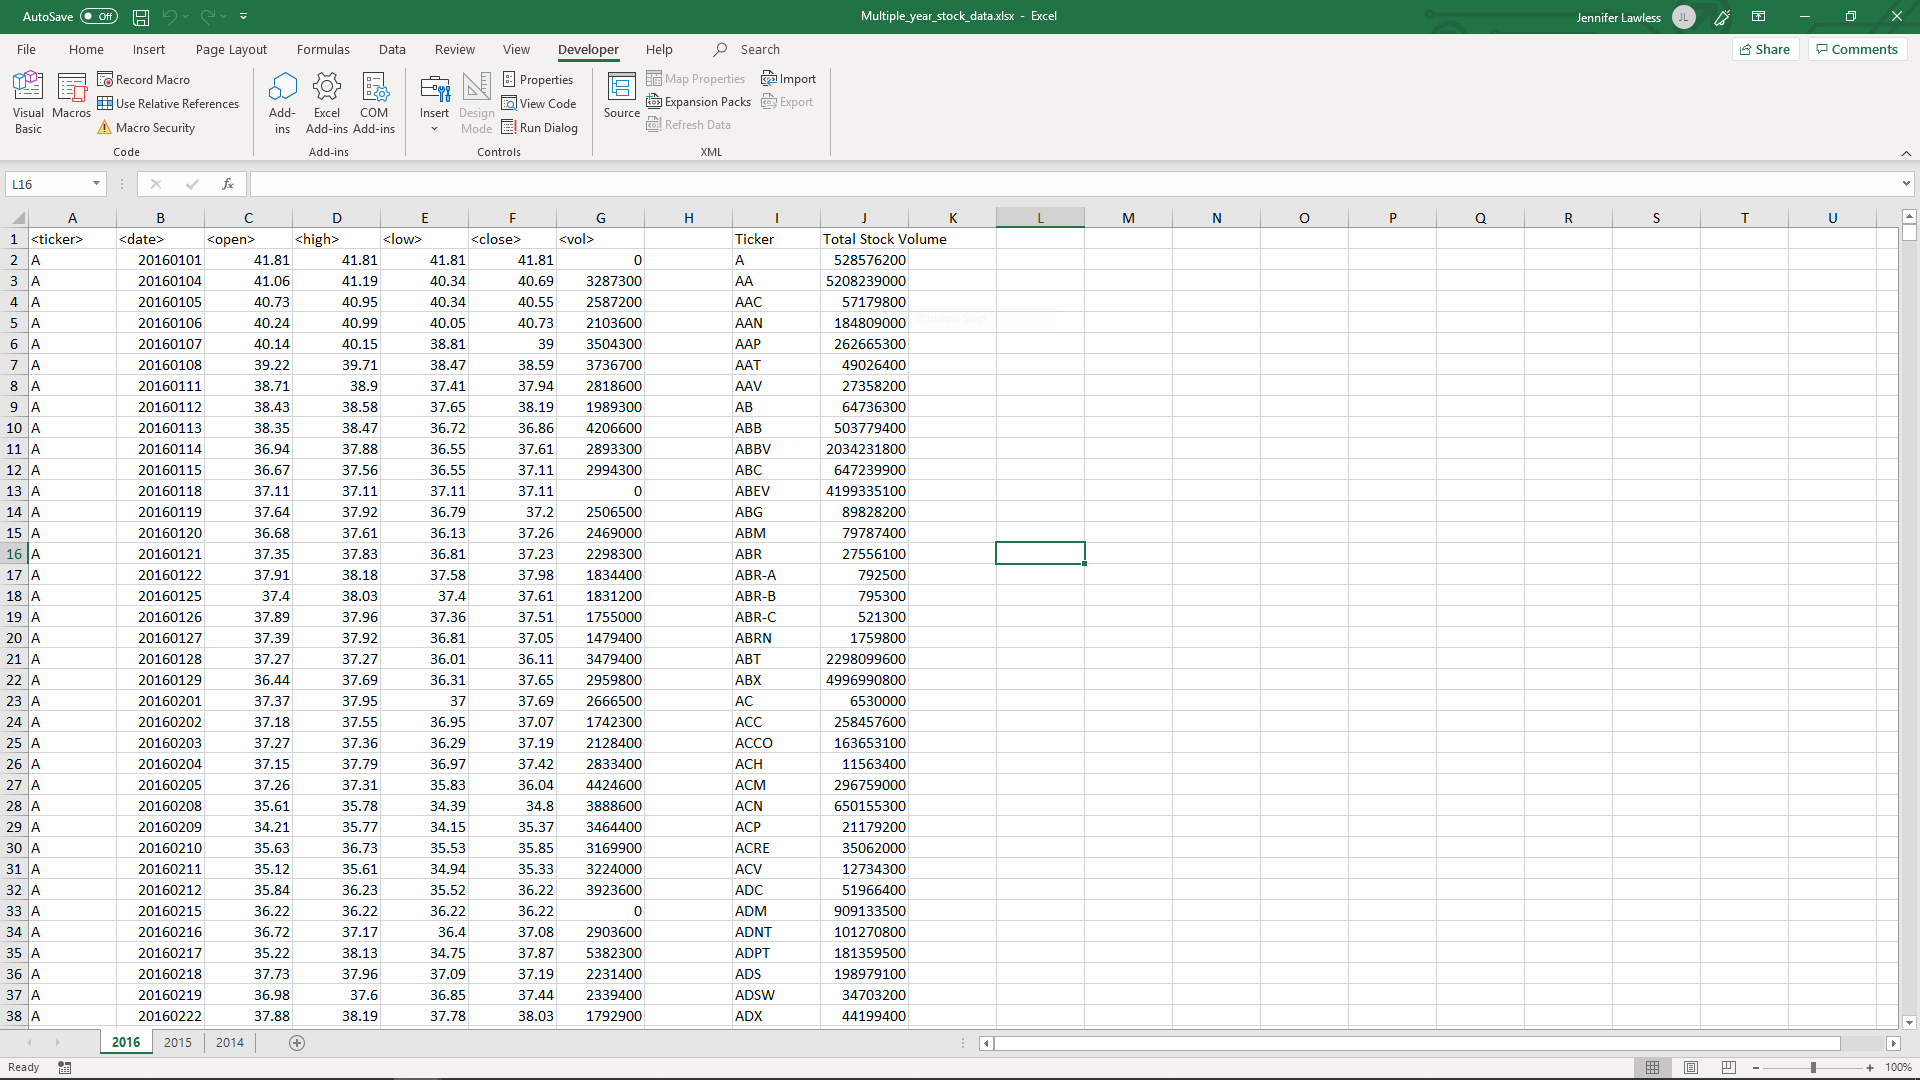 AutoSave Off Multiple_year_stock_data.xlsx - Excel Jennifer Lawless JL
File Home Insert Page Layout Formulas Data Review View Developer Help Search Share Comments
Visual Basic
Macros
Record Macro
Use Relative References
Macro Security
Code
Add-ins
Excel Add-ins
COM Add-ins
Add-ins
Insert
Design Mode
Properties
View Code
Run Dialog
Controls
Source
Map Properties
Expansion Packs
Refresh Data
Import
Export
XML
L16 fx
A B C D E F G H I J K L M N O P Q R S T U
1 <ticker> <date> <open> <high> <low> <close> <vol> Ticker Total Stock Volume
2 A 20160101 41.81 41.81 41.81 41.81 0 A 528576200
3 A 20160104 41.06 41.19 40.34 40.69 3287300 AA 5208239000
4 A 20160105 40.73 40.95 40.34 40.55 2587200 AAC 57179800
5 A 20160106 40.24 40.99 40.05 40.73 2103600 AAN 184809000
6 A 20160107 40.14 40.15 38.81 39 3504300 AAP 262665300
7 A 20160108 39.22 39.71 38.47 38.59 3736700 AAT 49026400
8 A 20160111 38.71 38.9 37.41 37.94 2818600 AAV 27358200
9 A 20160112 38.43 38.58 37.65 38.19 1989300 AB 64736300
10 A 20160113 38.35 38.47 36.72 36.86 4206600 ABB 503779400
11 A 20160114 36.94 37.88 36.55 37.61 2893300 ABBV 2034231800
12 A 20160115 36.67 37.56 36.55 37.11 2994300 ABC 647239900
13 A 20160118 37.11 37.11 37.11 37.11 0 ABEV 4199335100
14 A 20160119 37.64 37.92 36.79 37.2 2506500 ABG 89828200
15 A 20160120 36.68 37.61 36.13 37.26 2469000 ABM 79787400
16 A 20160121 37.35 37.83 36.81 37.23 2298300 ABR 27556100
17 A 20160122 37.91 38.18 37.58 37.98 1834400 ABR-A 792500
18 A 20160125 37.4 38.03 37.4 37.61 1831200 ABR-B 795300
19 A 20160126 37.89 37.96 37.36 37.51 1755000 ABR-C 521300
20 A 20160127 37.39 37.92 36.81 37.05 1479400 ABRN 1759800
21 A 20160128 37.27 37.27 36.01 36.11 3479400 ABT 2298099600
22 A 20160129 36.44 37.69 36.31 37.65 2959800 ABX 4996990800
23 A 20160201 37.37 37.95 37 37.69 2666500 AC 6530000
24 A 20160202 37.18 37.55 36.95 37.07 1742300 ACC 258457600
25 A 20160203 37.27 37.36 36.29 37.19 2128400 ACCO 163653100
26 A 20160204 37.15 37.79 36.97 37.42 2833400 ACH 11563400
27 A 20160205 37.26 37.31 35.83 36.04 4424600 ACM 296759000
28 A 20160208 35.61 35.78 34.39 34.8 3888600 ACN 650155300
29 A 20160209 34.21 35.77 34.15 35.37 3464400 ACP 21179200
30 A 20160210 35.63 36.73 35.53 35.85 3169900 ACRE 35062000
31 A 20160211 35.12 35.61 34.94 35.33 3224000 ACV 12734300
32 A 20160212 35.84 36.23 35.52 36.22 3923600 ADC 51966400
33 A 20160215 36.22 36.22 36.22 36.22 0 ADM 909133500
34 A 20160216 36.72 37.17 36.4 37.08 2903600 ADNT 101270800
35 A 20160217 35.22 38.13 34.75 37.87 5382300 ADPT 181359500
36 A 20160218 37.73 37.96 37.09 37.19 2231400 ADS 198979100
37 A 20160219 36.98 37.6 36.85 37.44 2339400 ADSW 34703200
38 A 20160222 37.88 38.19 37.78 38.03 1792900 ADX 44199400
2016 2015 2014
Ready 100%